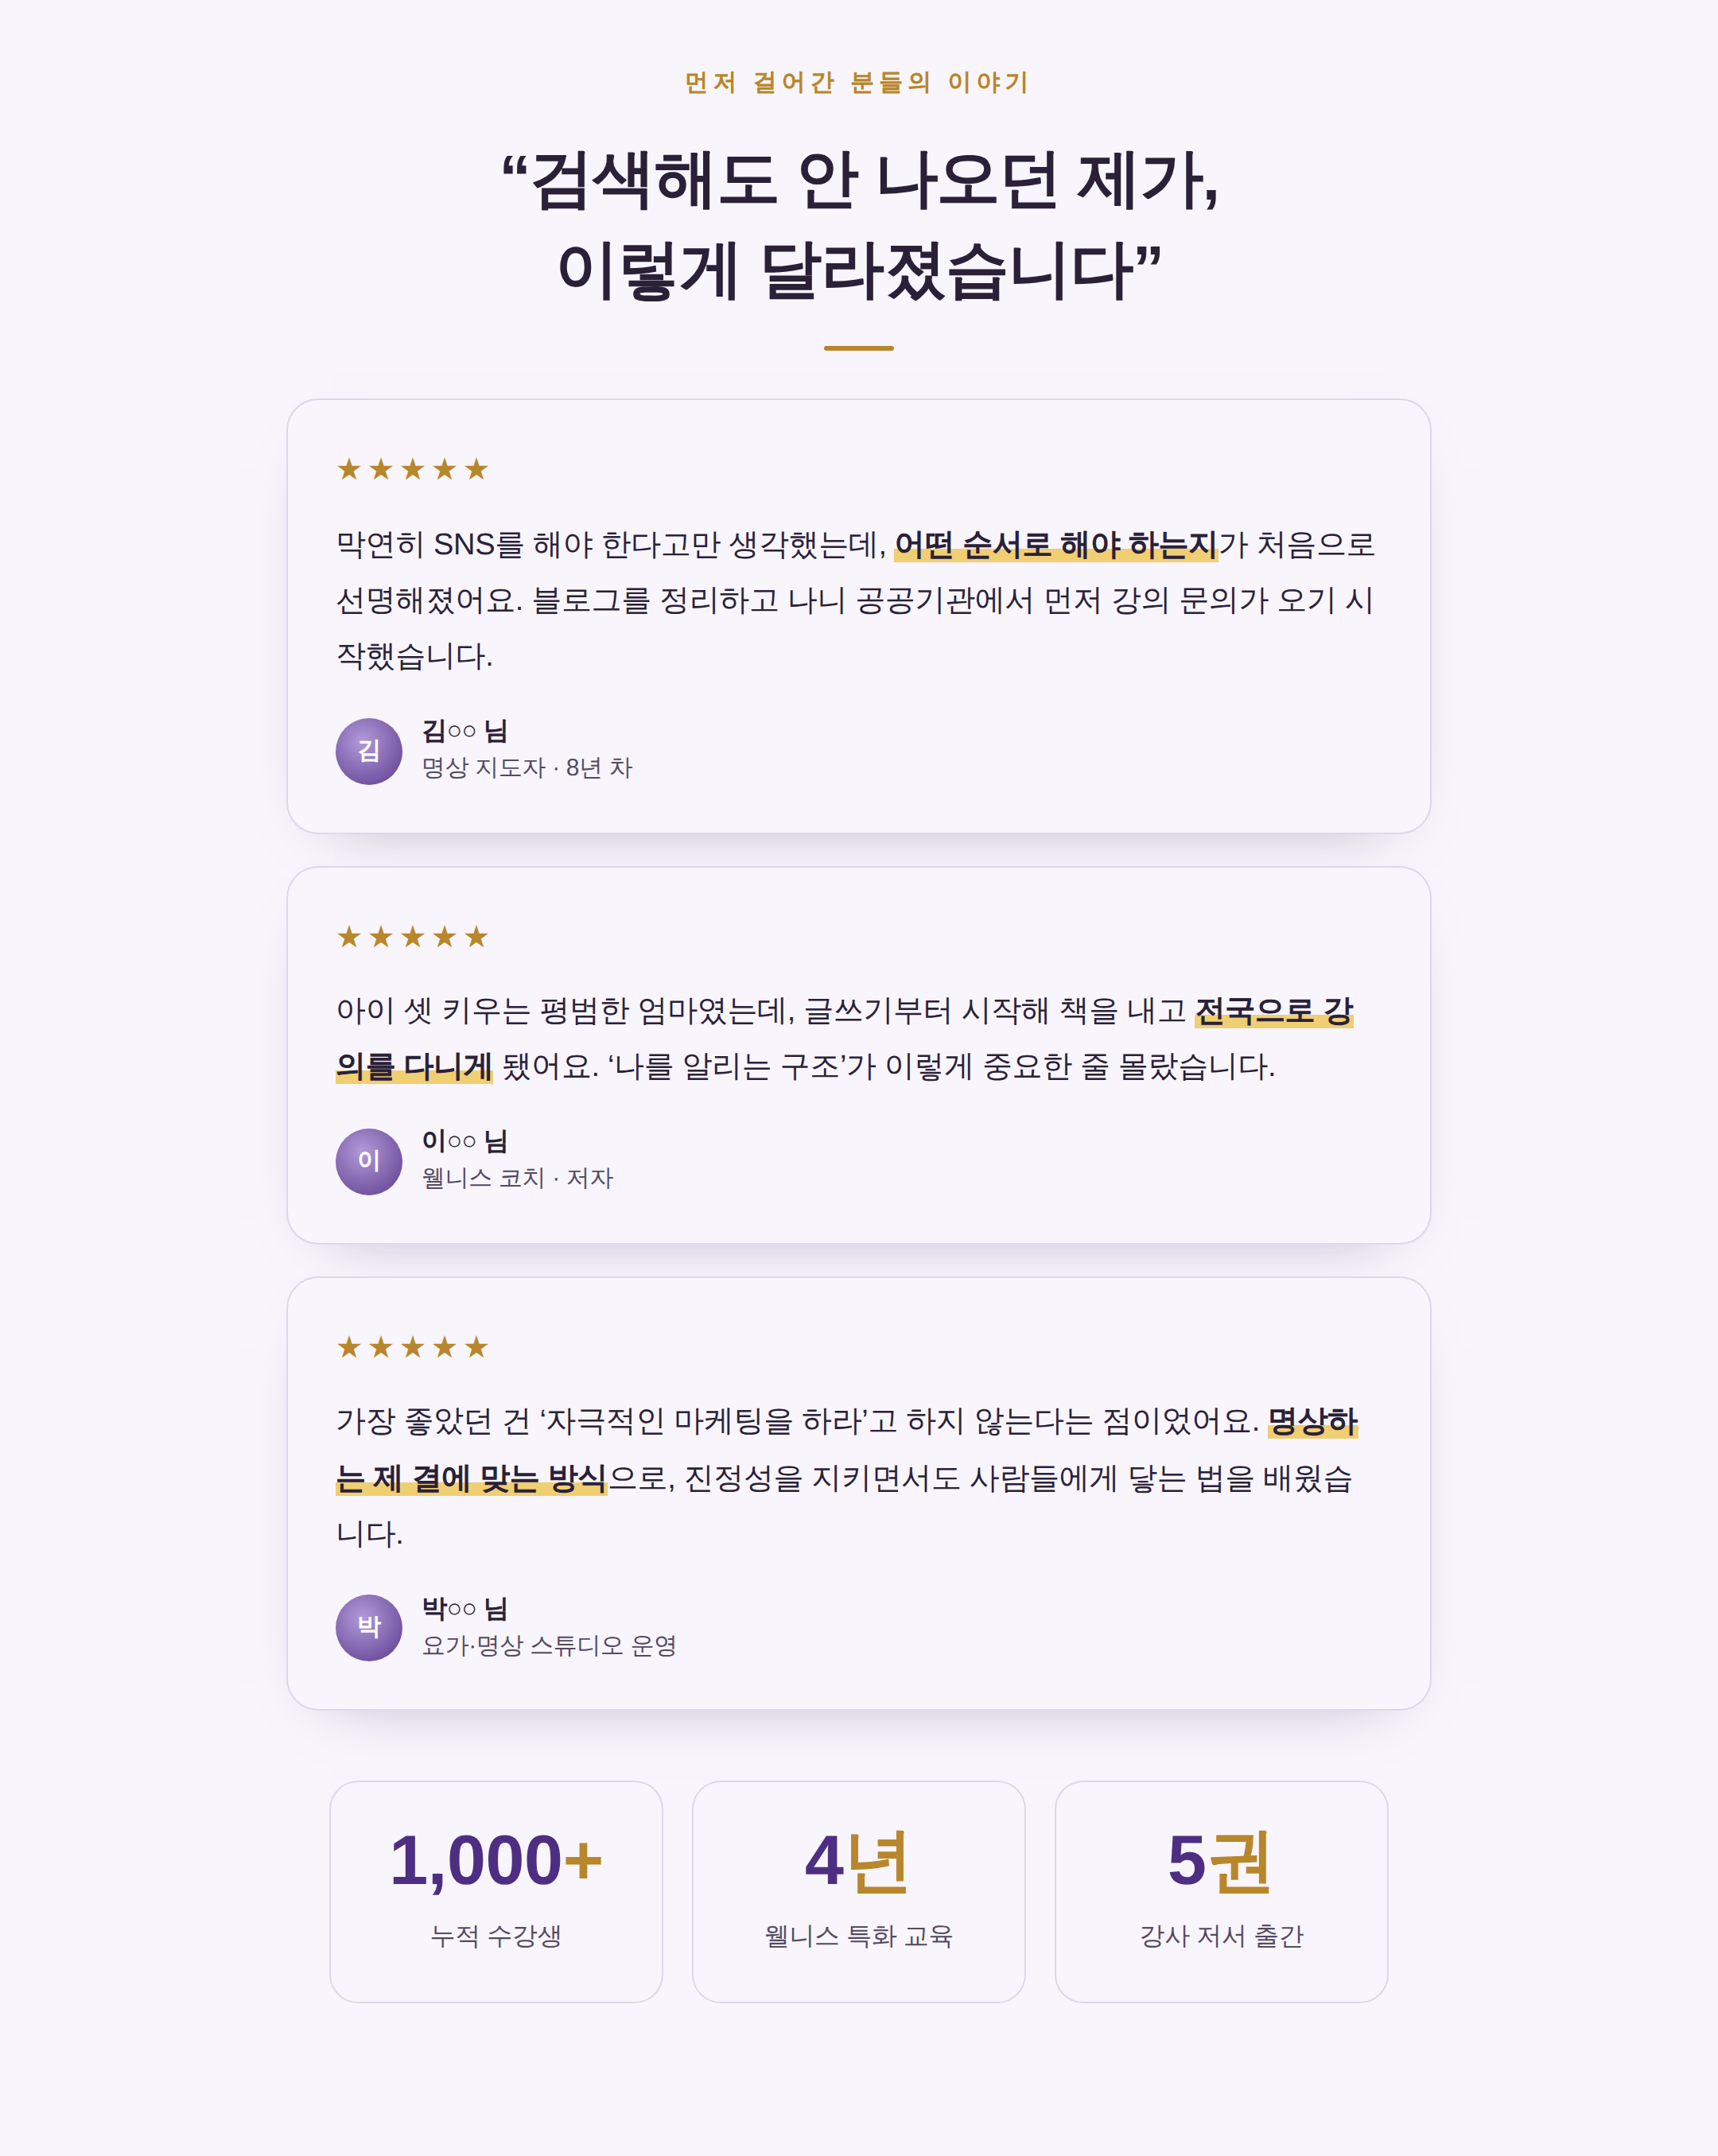 먼저 걸어간 분들의 이야기
“검색해도 안 나오던 제가,
이렇게 달라졌습니다”
★★★★★
막연히 SNS를 해야 한다고만 생각했는데, 어떤 순서로 해야 하는지가 처음으로
선명해졌어요. 블로그를 정리하고 나니 공공기관에서 먼저 강의 문의가 오기 시
작했습니다.
김
김○○ 님
명상 지도자 · 8년 차
★★★★★
아이 셋 키우는 평범한 엄마였는데, 글쓰기부터 시작해 책을 내고 전국으로 강
의를 다니게 됐어요. ‘나를 알리는 구조’가 이렇게 중요한 줄 몰랐습니다.
이
이○○ 님
웰니스 코치 · 저자
★★★★★
가장 좋았던 건 ‘자극적인 마케팅을 하라’고 하지 않는다는 점이었어요. 명상하
는 제 결에 맞는 방식으로, 진정성을 지키면서도 사람들에게 닿는 법을 배웠습
니다.
박
박○○ 님
요가·명상 스튜디오 운영
1,000+
누적 수강생
4년
웰니스 특화 교육
5권
강사 저서 출간